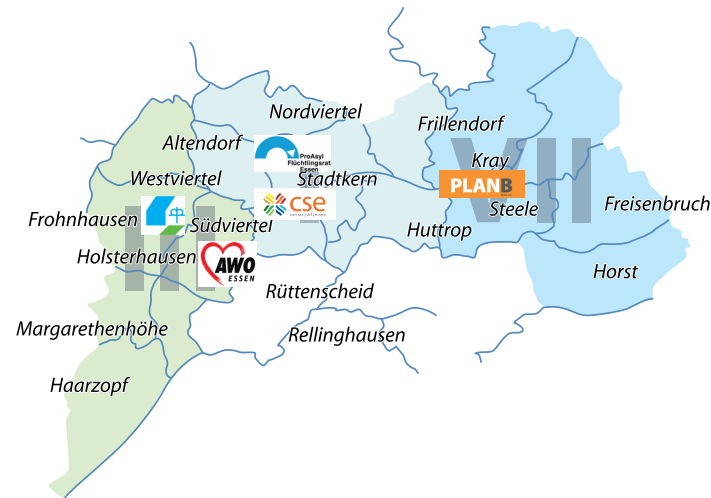 Nordviertel
Frillendorf
Altendorf
ProAsyl
Flüchtlingsrat
Essen
Kray
VII
Westviertel
Stadtkern
PLANB
cse
Steele
Freisenbruch
Frohnhausen
Südviertel
Huttrop
III
Holsterhausen
AWO
ESSEN
Horst
Rüttenscheid
Margarethenhöhe
Rellinghausen
Haarzopf